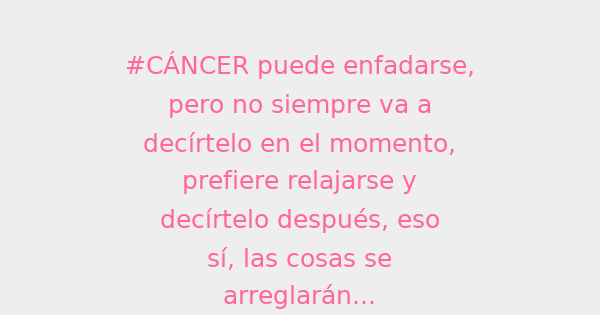 #CÁNCER puede enfadarse,
pero no siempre va a
decírtelo en el momento,
prefiere relajarse y
decírtelo después, eso
sí, las cosas se
arreglarán...